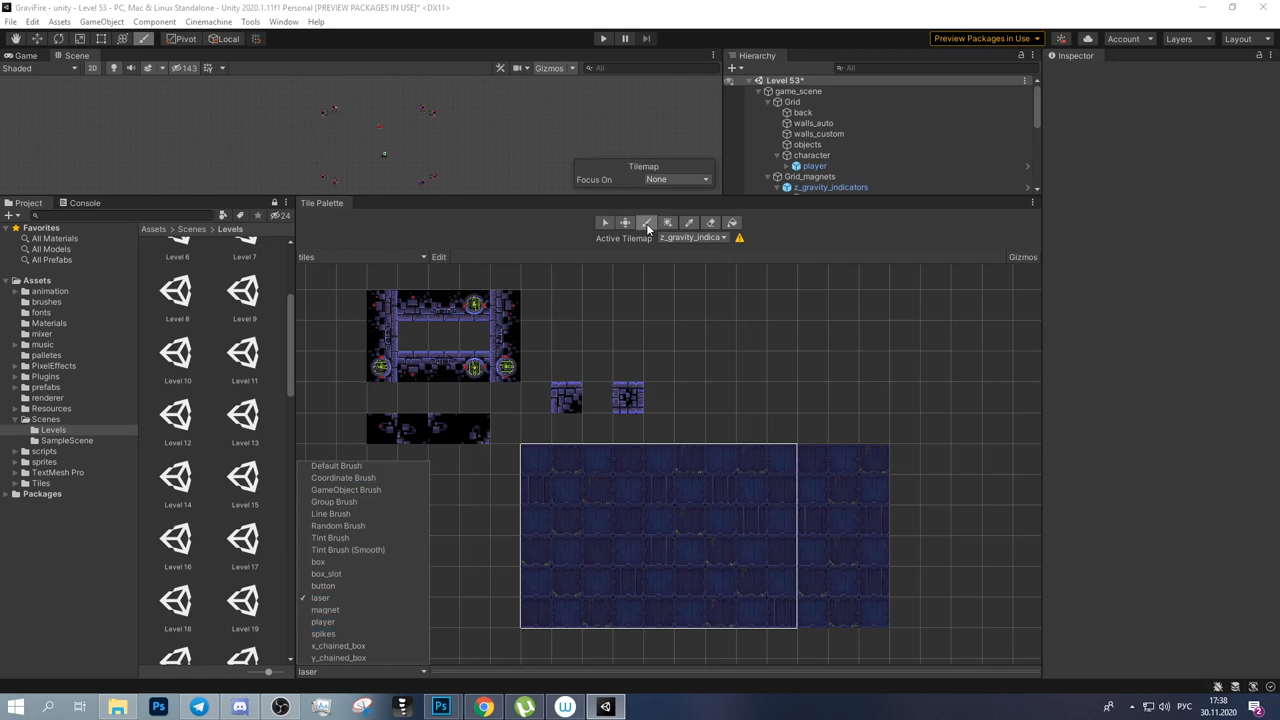 GraviFire - unity - Level 53 - PC, Mac & Linux Standalone - Unity 2020.1.11f1 Personal [PREVIEW PACKAGES IN USE]* <DX11>
File Edit Assets GameObject Component Cinemachine Tools Window Help
Pivot Local Preview Packages in Use Account Layers Layout
Game Scene Hierarchy Inspector
Shaded 2D 143 Gizmos All All
Level 53*
game_scene
Grid
back
walls_auto
walls_custom
objects
character
player
Grid_magnets
z_gravity_indicators
Tilemap
Focus On None
Project Console Tile Palette
24
Favorites
All Materials
All Models
All Prefabs
Assets
animation
brushes
fonts
Materials
mixer
music
palettes
PixelEffects
Plugins
prefabs
renderer
Resources
Scenes
Levels
SampleScene
scripts
sprites
TextMesh Pro
Tiles
Packages
Assets > Scenes > Levels
Level 6 Level 7
Level 8 Level 9
Level 10 Level 11
Level 12 Level 13
Level 14 Level 15
Level 16 Level 17
Level 18 Level 19
Active Tilemap z_gravity_indica
tiles Edit Gizmos
Default Brush
Coordinate Brush
GameObject Brush
Group Brush
Line Brush
Random Brush
Tint Brush
Tint Brush (Smooth)
box
box_slot
button
laser
magnet
player
spikes
x_chained_box
y_chained_box
laser
РУС
17:38
30.11.2020
2